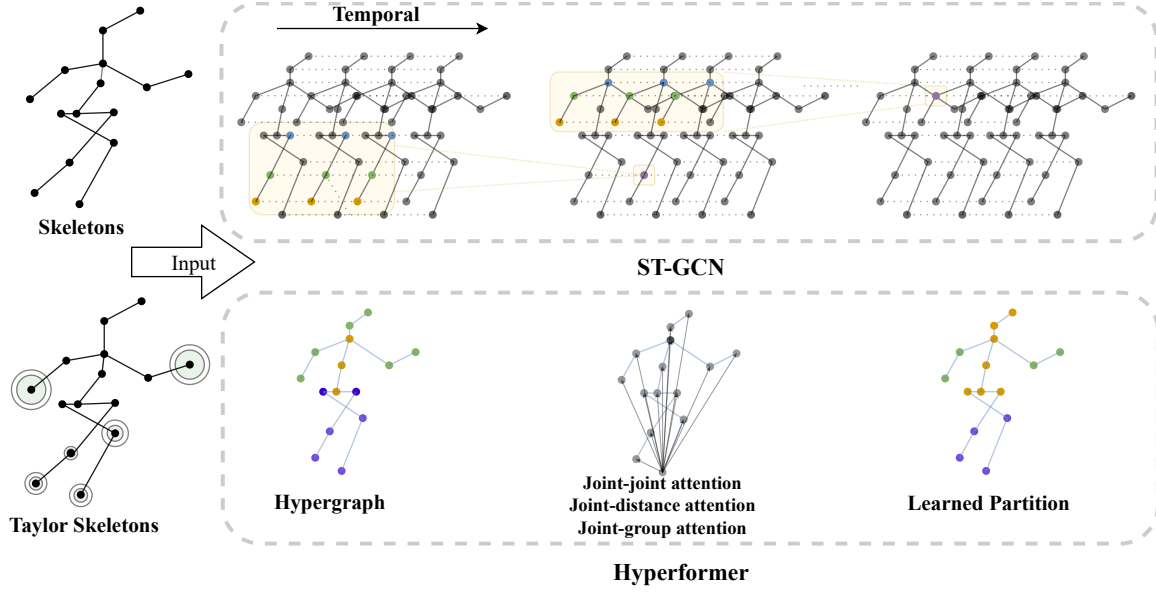 Temporal
Skeletons
ST-GCN
Input
Hypergraph
Joint-joint attention
Joint-distance attention
Joint-group attention
Learned Partition
Taylor Skeletons
Hyperformer